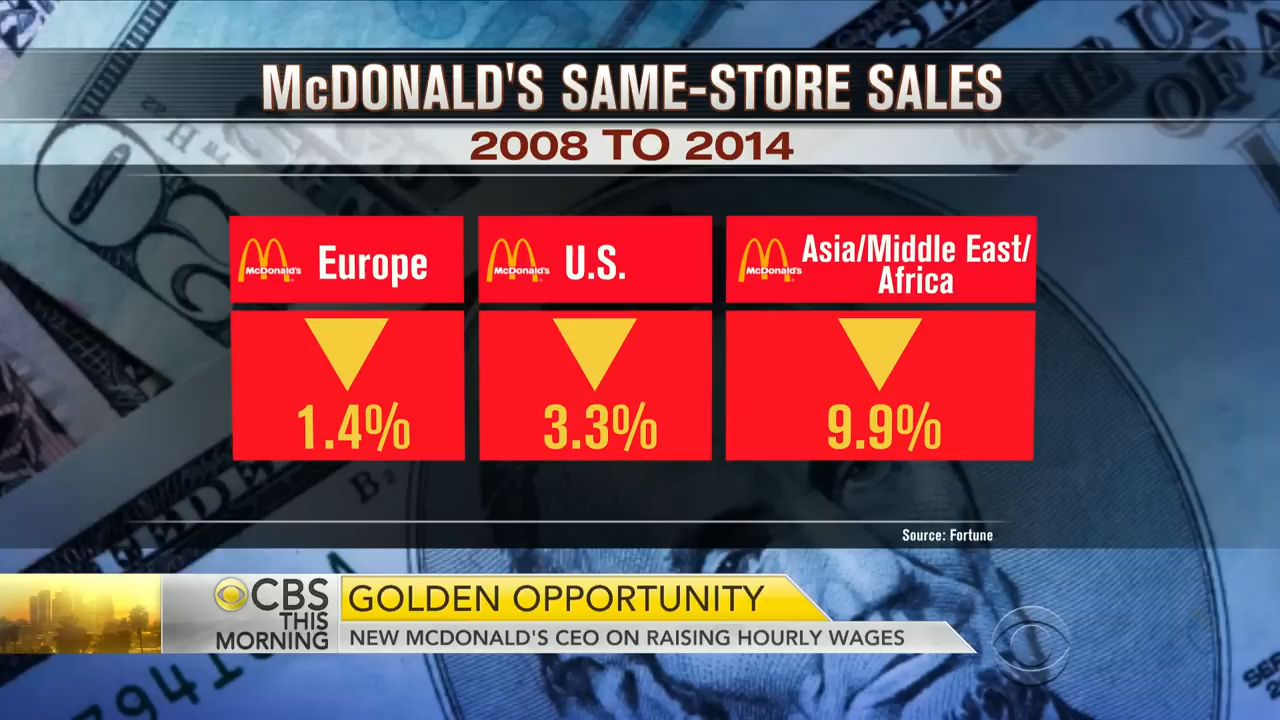 McDONALD'S SAME-STORE SALES
2008 TO 2014
McDonald's
Europe
McDonald's
U.S.
McDonald's
Asia/Middle East/
Africa
1.4%
3.3%
9.9%
Source: Fortune
CBS
THIS
MORNING
GOLDEN OPPORTUNITY
NEW MCDONALD'S CEO ON RAISING HOURLY WAGES